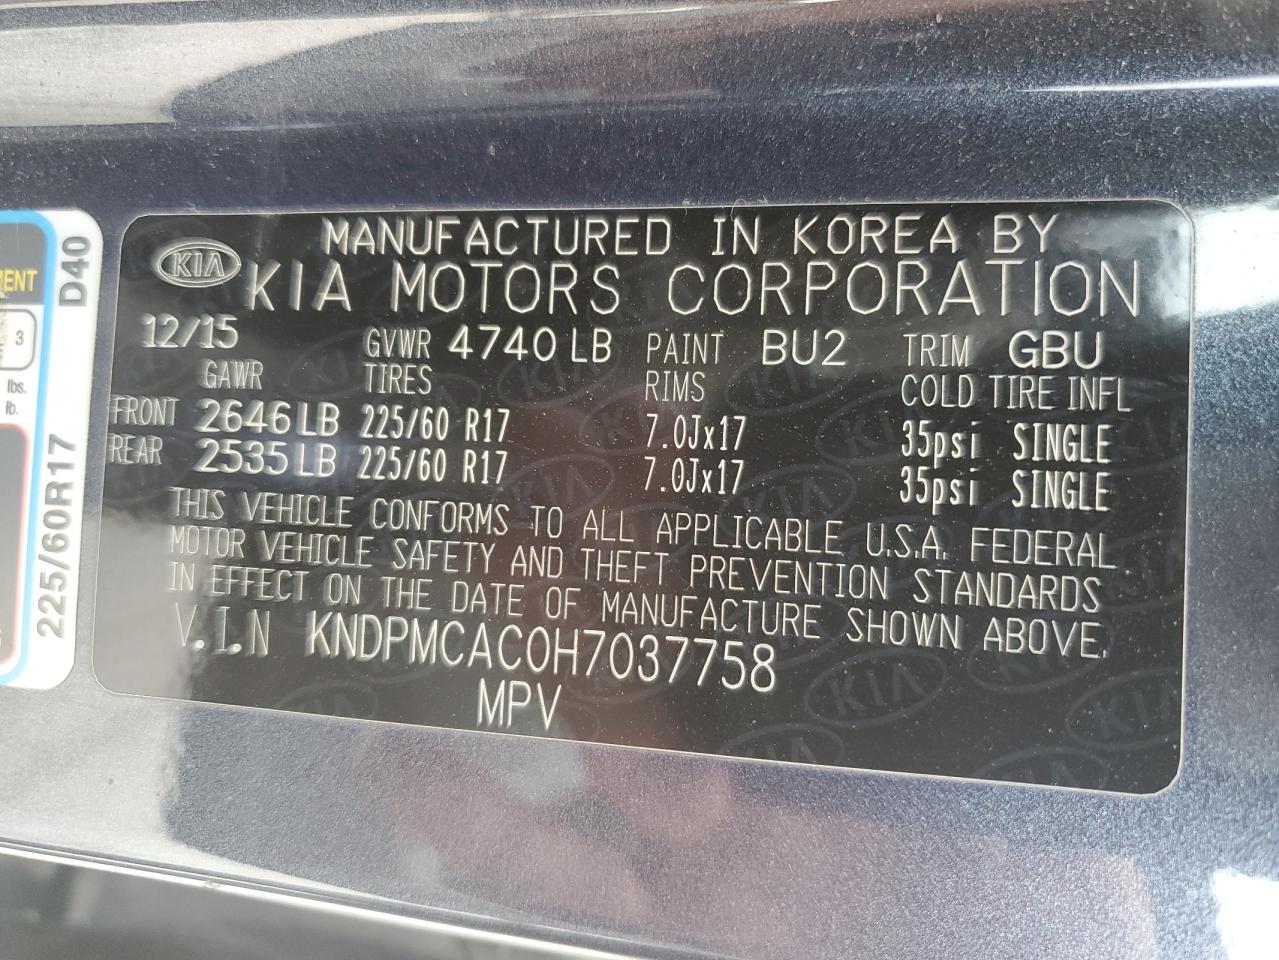 MENT
3
lbs.
lb.
225/60R17 D40
KIA
MANUFACTURED IN KOREA BY
KIA MOTORS CORPORATION
12/15 GVWR 4740 LB PAINT BU2 TRIM GBU
GAWR TIRES RIMS COLD TIRE INFL
FRONT 2646 LB 225/60 R17 7.0Jx17 35psi SINGLE
REAR 2535 LB 225/60 R17 7.0Jx17 35psi SINGLE
THIS VEHICLE CONFORMS TO ALL APPLICABLE U.S.A. FEDERAL
MOTOR VEHICLE SAFETY AND THEFT PREVENTION STANDARDS
IN EFFECT ON THE DATE OF MANUFACTURE SHOWN ABOVE.
V.I.N KNDPMCAC0H7037758
MPV